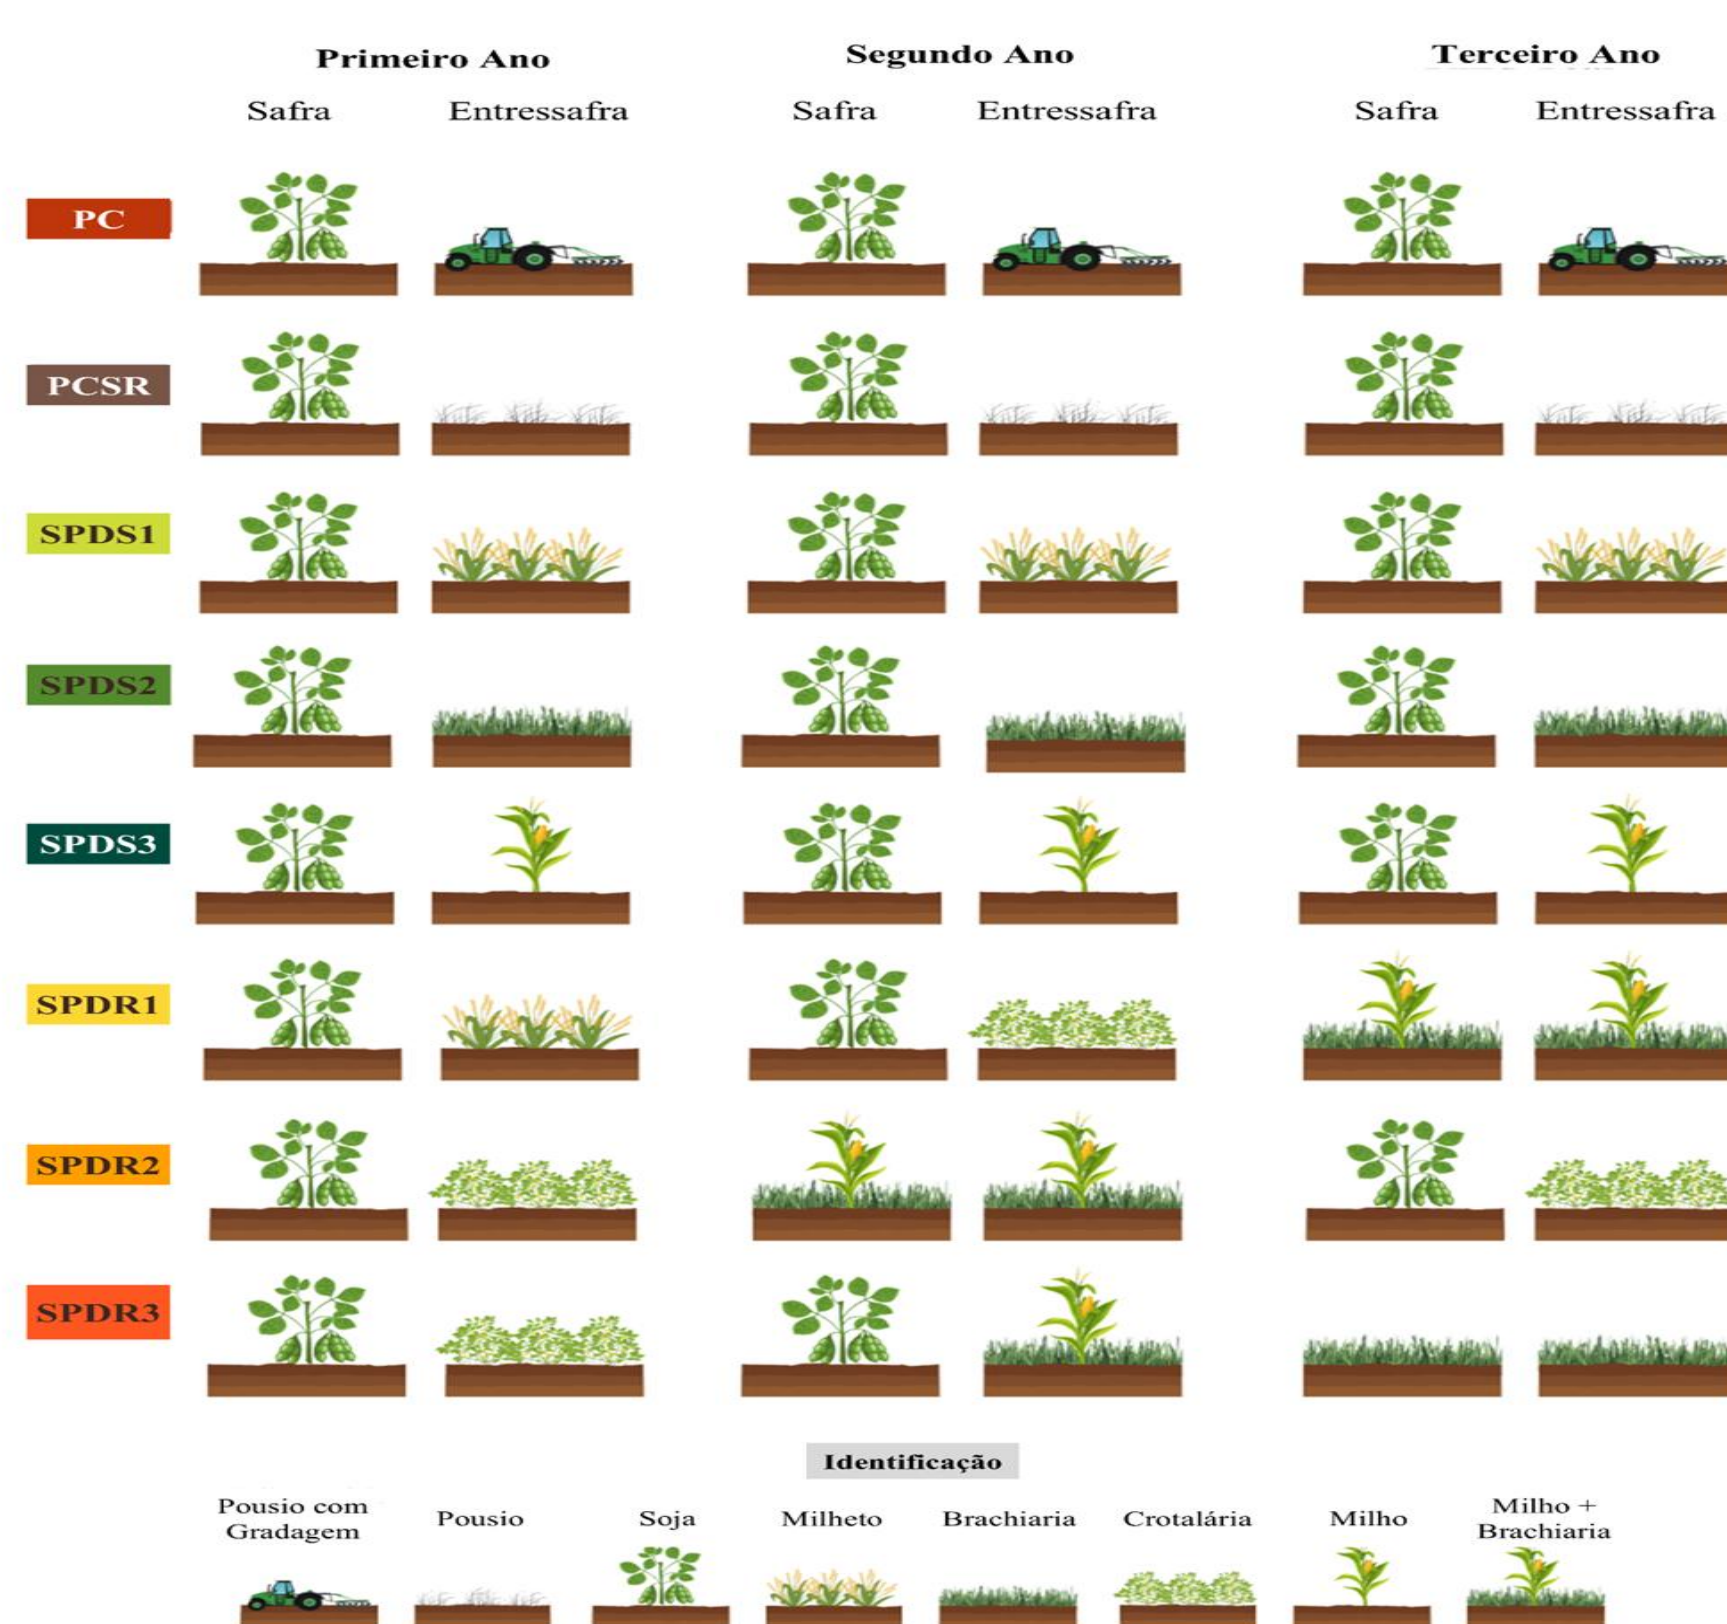 Primeiro Ano Segundo Ano Terceiro Ano
Safra Entressafra Safra Entressafra Safra Entressafra
PC
PCSR
SPDS1
SPDS2
SPDS3
SPDR1
SPDR2
SPDR3
Identificação
Pousio com
Gradagem
Pousio
Soja
Milheto
Brachiaria
Crotalária
Milho
Milho +
Brachiaria